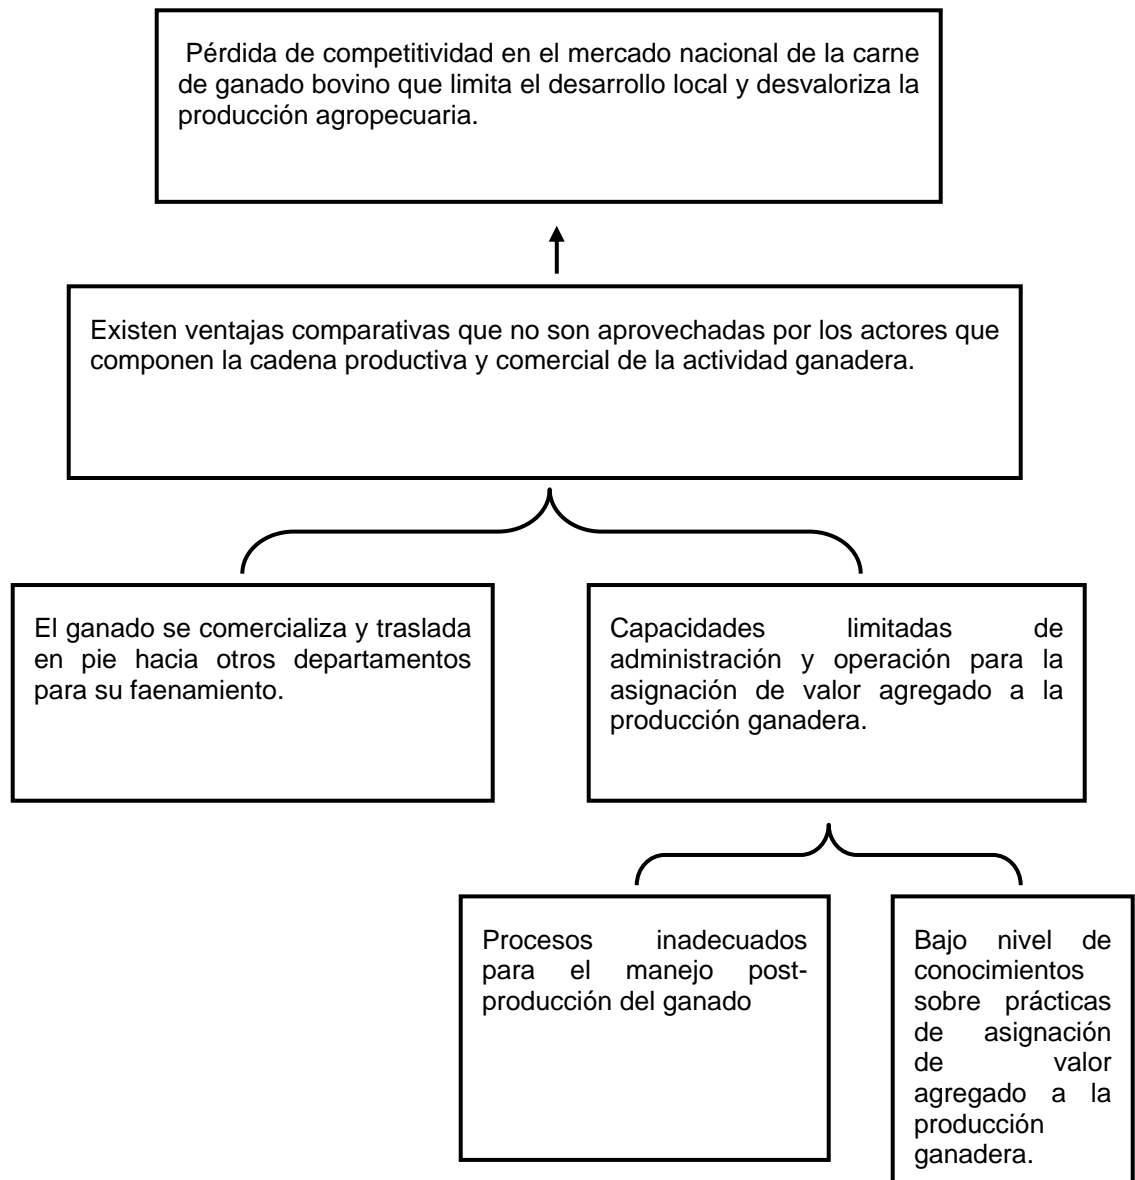 Pérdida de competitividad en el mercado nacional de la carne
de ganado bovino que limita el desarrollo local y desvaloriza la
producción agropecuaria.
Existen ventajas comparativas que no son aprovechadas por los actores que
componen la cadena productiva y comercial de la actividad ganadera.
El ganado se comercializa y traslada
en pie hacia otros departamentos
para su faenamiento.
Capacidades limitadas de
administración y operación para la
asignación de valor agregado a la
producción ganadera.
Procesos inadecuados
para el manejo post-
producción del ganado
Bajo nivel de
conocimientos
sobre prácticas
de asignación
de valor
agregado a la
producción
ganadera.